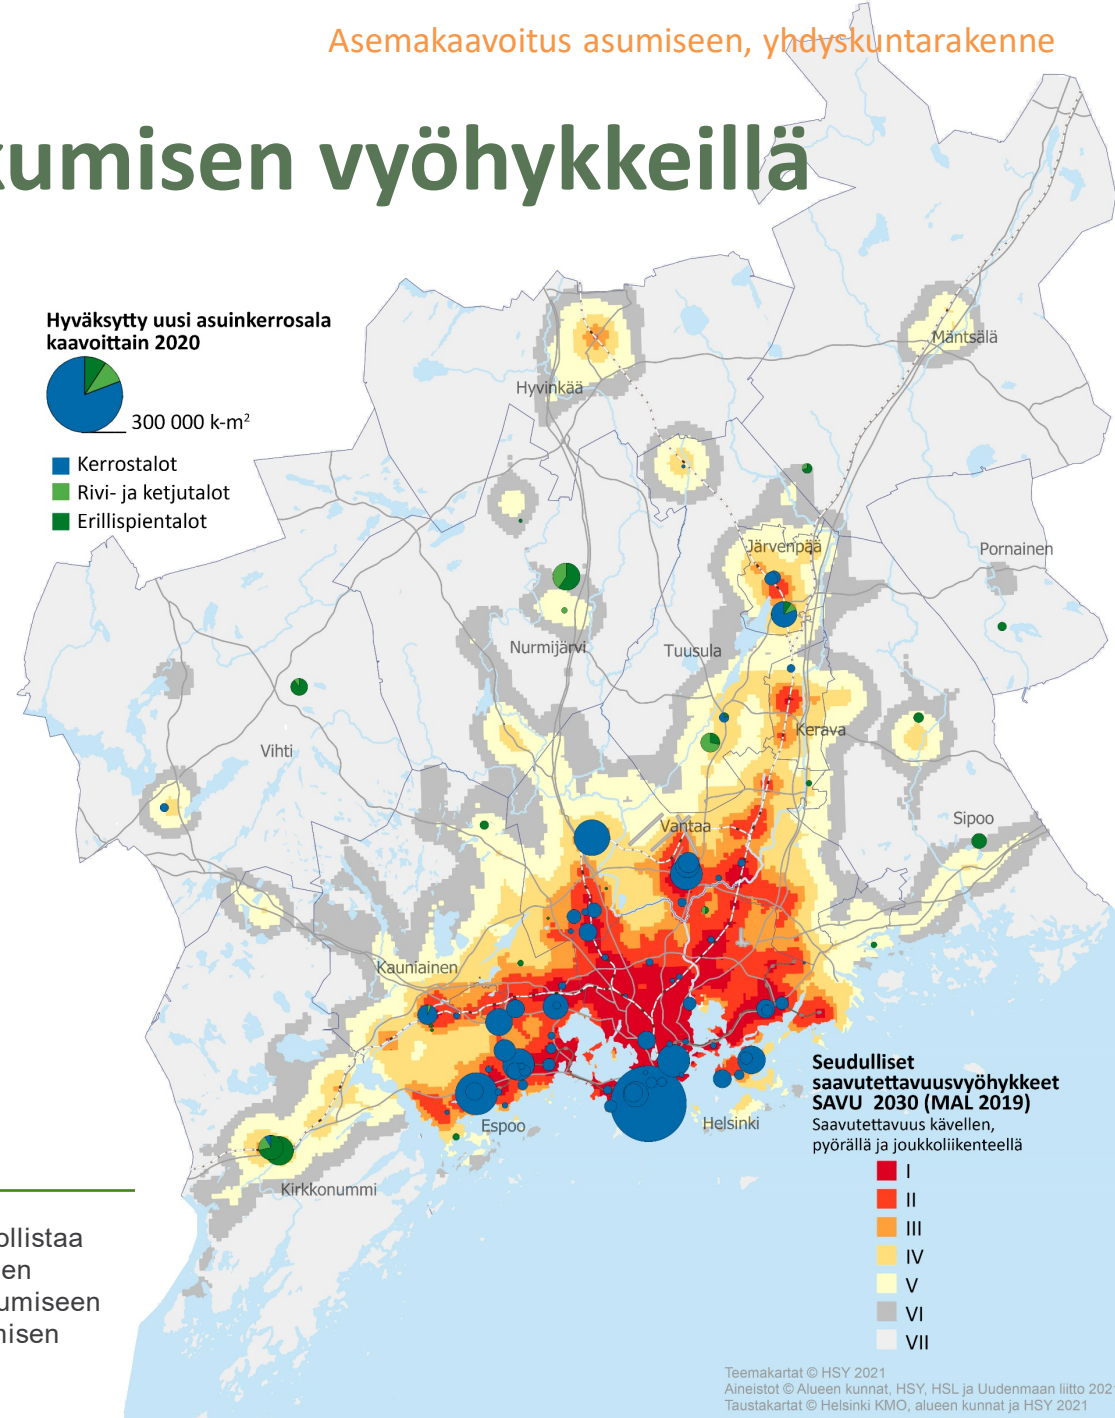 Asemakaavoitus asumiseen, yhdyskuntarakenne
kumisen vyöhykkeillä
Hyväksytty uusi asuinkerrosala
kaavoittain 2020
300 000 k-m²
Kerrostalot
Rivi- ja ketjutalot
Erillispientalot
Mäntsälä
Hyvinkää
Järvenpää
Pornainen
Nurmijärvi
Tuusula
Kerava
Vihti
Sipoo
Vantaa
Kauniainen
Espoo
Helsinki
Kirkkonummi
Seudulliset
saavutettavuusvyöhykkeet
SAVU 2030 (MAL 2019)
Saavutettavuus kävellen,
pyörällä ja joukkoliikenteellä
I
II
III
IV
V
VI
VII
ollistaa
en
umiseen
misen
Teemakartat © HSY 2021
Aineistot © Alueen kunnat, HSY, HSL ja Uudenmaan liitto 202
Taustakartat © Helsinki KMO, alueen kunnat ja HSY 2021